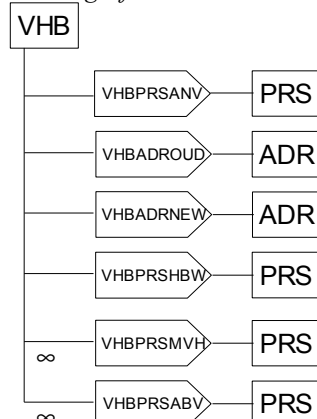 VHB
VHBPRSANV PRS
VHBADROUD ADR
VHBADRNEW ADR
VHBPRSHBW PRS
∞ VHBPRSMVH PRS
∞ VHBPRSABV PRS